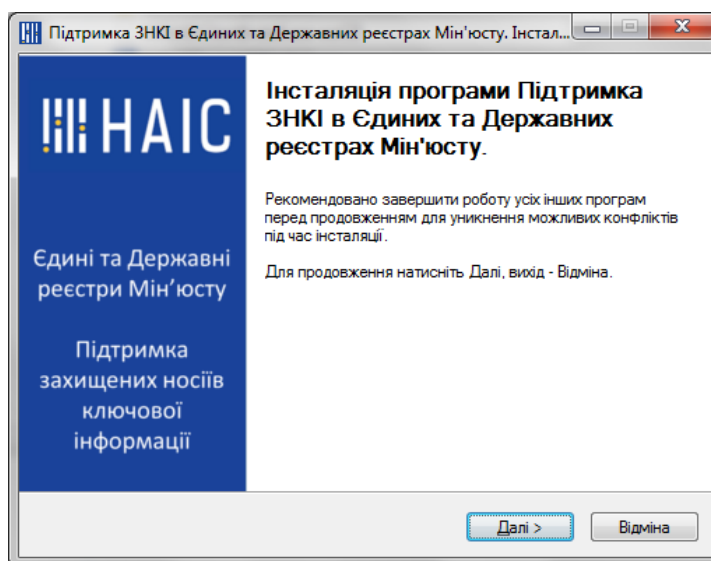 Підтримка ЗНКІ в Єдиних та Державних реєстрах Мін'юсту. Інстал...
НАІС
Єдині та Державні
реєстри Мін’юсту
Підтримка
захищених носіїв
ключової
інформації
Інсталяція програми Підтримка
ЗНКІ в Єдиних та Державних
реєстрах Мін'юсту.
Рекомендовано завершити роботу усіх інших програм
перед продовженням для уникнення можливих конфліктів
під час інсталяції.
Для продовження натисніть Далі, вихід - Відміна.
Далі >
Відміна